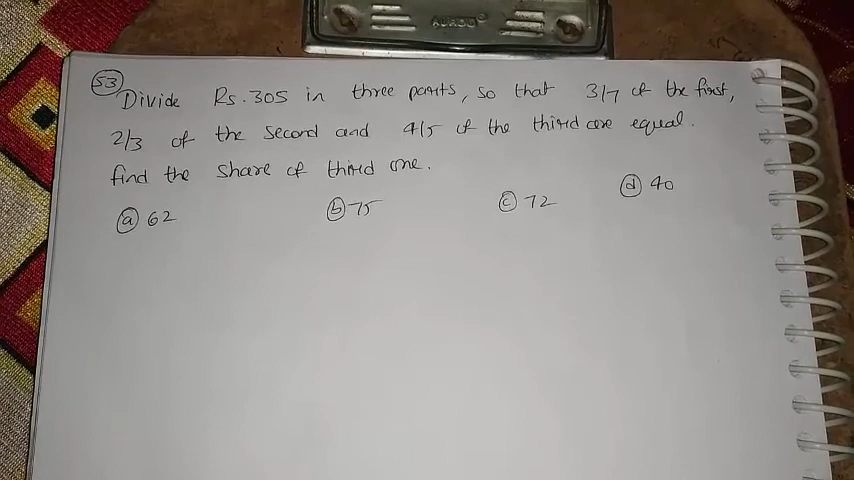 53 Divide Rs. 305 in three parts, so that 3/7 of the first,
2/3 of the second and 4/5 of the third are equal.
find the share of third one.
a 62 b 75 c 72 d 40